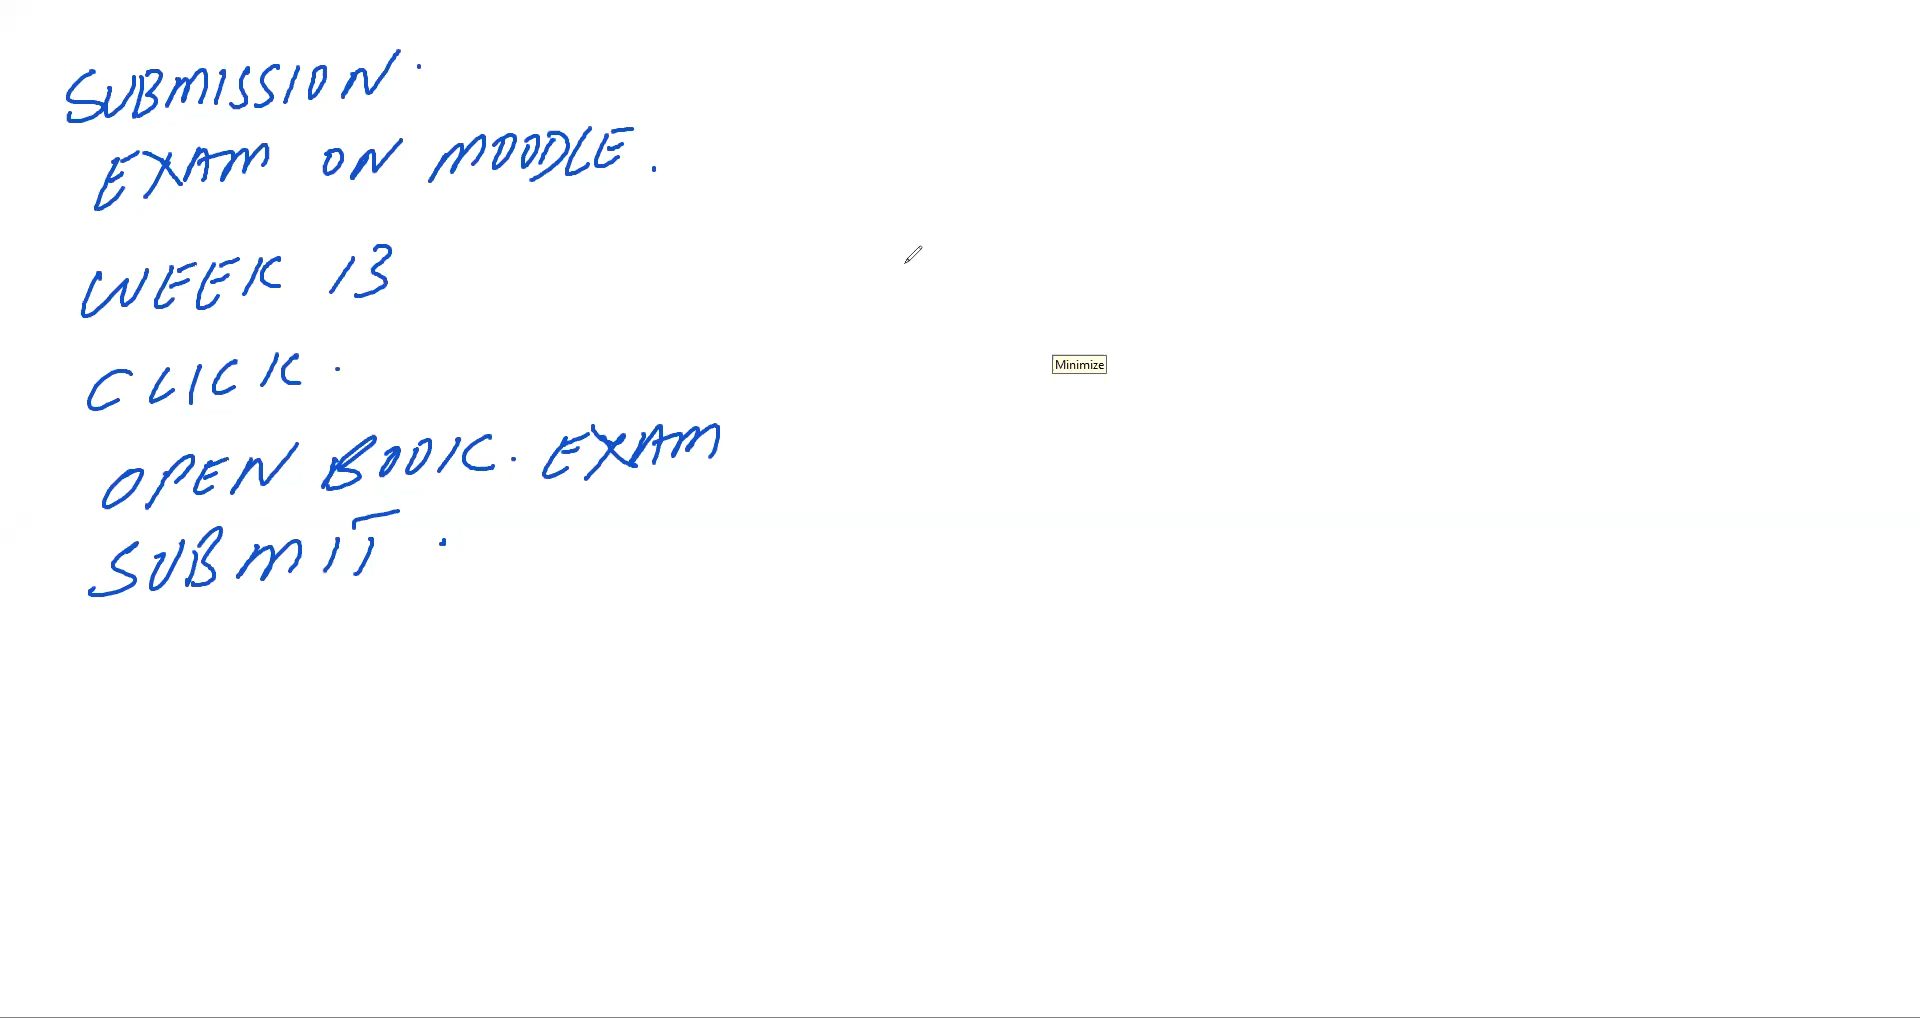 SUBMISSION.
EXAM ON MOODLE.
WEEK 13
Minimize
CLICK.
OPEN BOOK. EXAM
SUBMIT.